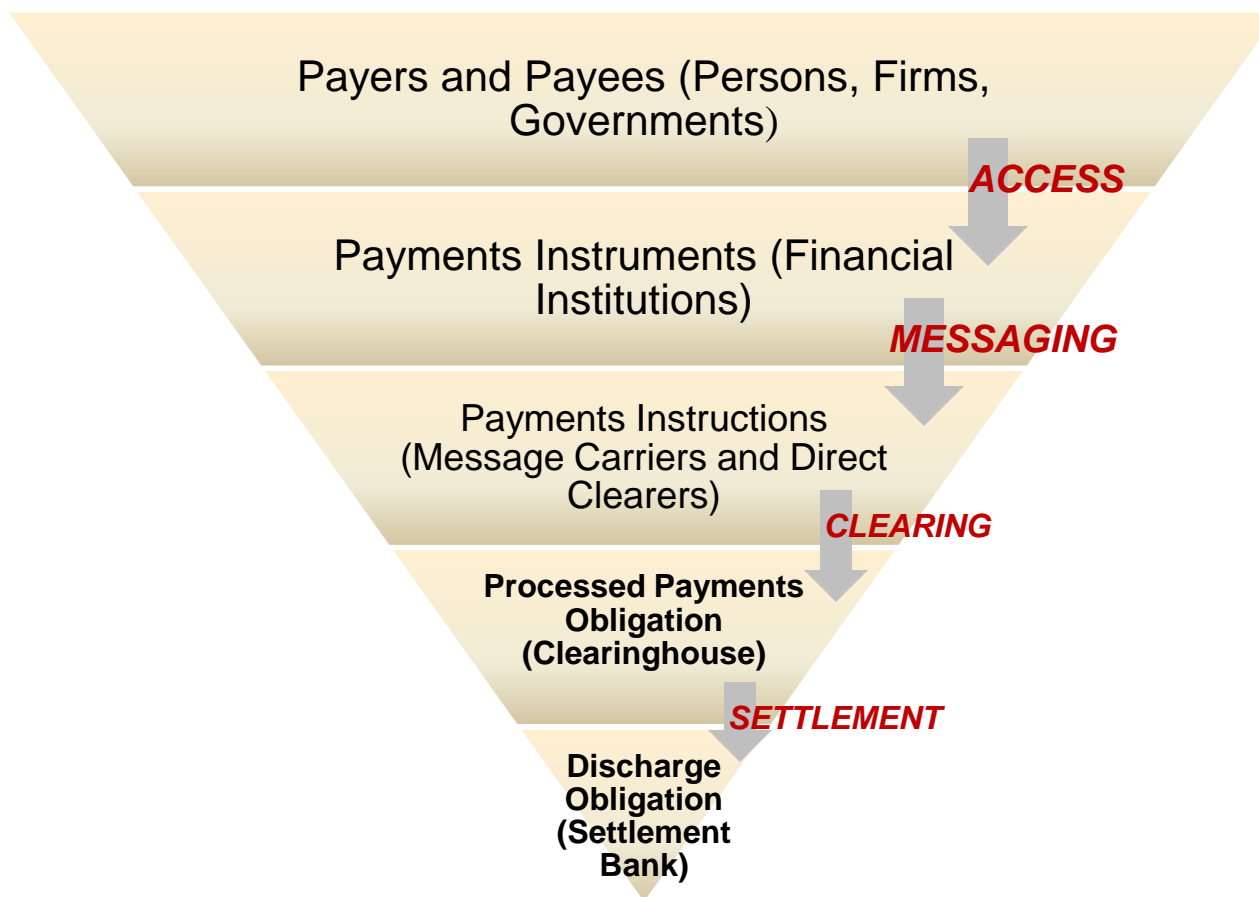 Payers and Payees (Persons, Firms,
Governments)
ACCESS
Payments Instruments (Financial
Institutions)
MESSAGING
Payments Instructions
(Message Carriers and Direct
Clearers)
CLEARING
Processed Payments
Obligation
(Clearinghouse)
SETTLEMENT
Discharge
Obligation
(Settlement
Bank)